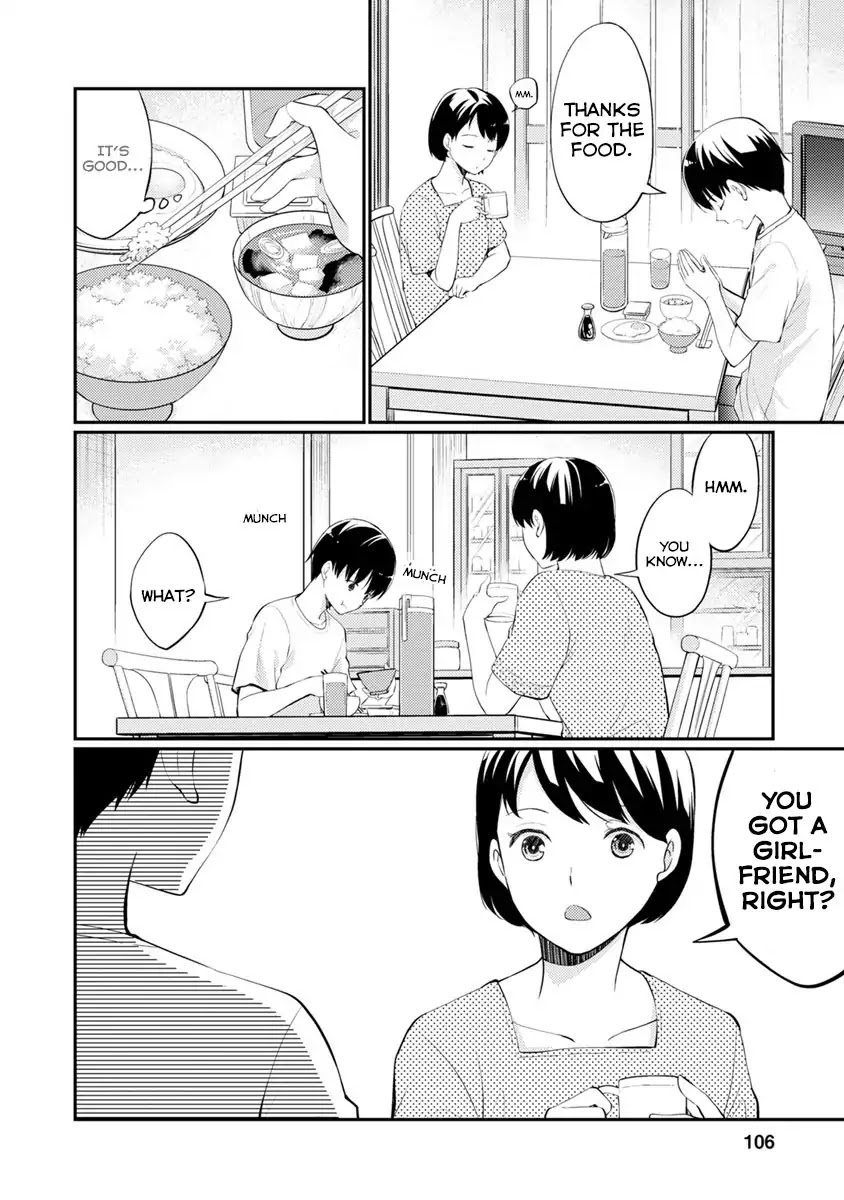 THANKS
FOR THE
FOOD.
MM.
IT'S
GOOD...
HMM.
YOU
KNOW...
MUNCH
MUNCH
WHAT?
YOU
GOT A
GIRL-
FRIEND,
RIGHT?
106